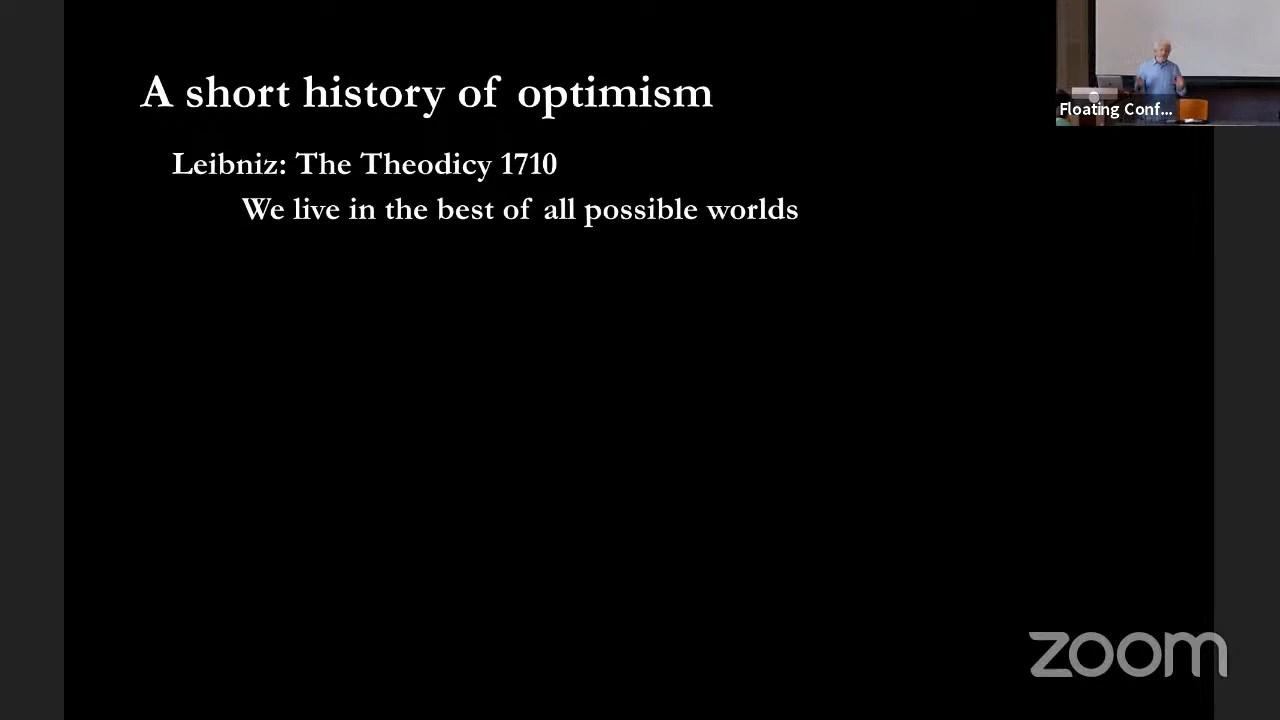 A short history of optimism
Floating Conf...
Leibniz: The Theodicy 1710
We live in the best of all possible worlds
zoom